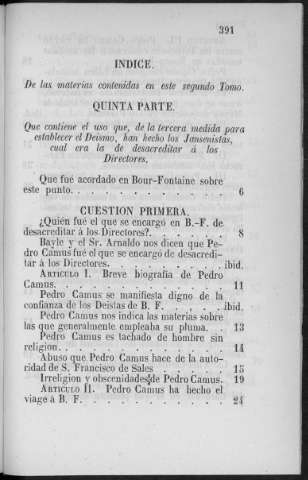 391
INDICE.
De las materias contenidas en este segundo Tomo.
QUINTA PARTE.
Que contiene el uso que, de la tercera medida para
establecer el Deismo, han hecho los Jansenistas,
cual era la de desacreditar á los
Directores.
Que fué acordado en Bour-Fontaine sobre
este punto. . . . . . . . . . . 6
CUESTION PRIMERA.
¿Quién fué el que se encargó en B.-F. de
desacreditar á los Directores?. . . . . . . 8
Bayle y el Sr. Arnaldo nos dicen que Pe-
dro Camus fué el que se encargó de desacredi-
tar á los Directores. . . . . . . . . . ibid.
ARTICULO I. Breve biografia de Pedro
Camus. . . . . . . . . . . . . 11
Pedro Camus se manifiesta digno de la
confianza de los Deistas de B. F. . . . ibid.
Pedro Camus nos indica las materias sobre
las que generalmente empleaba su pluma. . . 13
Pedro Camus es tachado de hombre sin
religion. . . . . . . . . . . . . 14
Abuso que Pedro Camus hace de la auto-
ridad de S. Francisco de Sales . . . . . 15
Irreligion y obscenidades de Pedro Camus. 19
ARTICULO II. Pedro Camus ha hecho el
viage à B. F. . . . . . . . . . . . 24